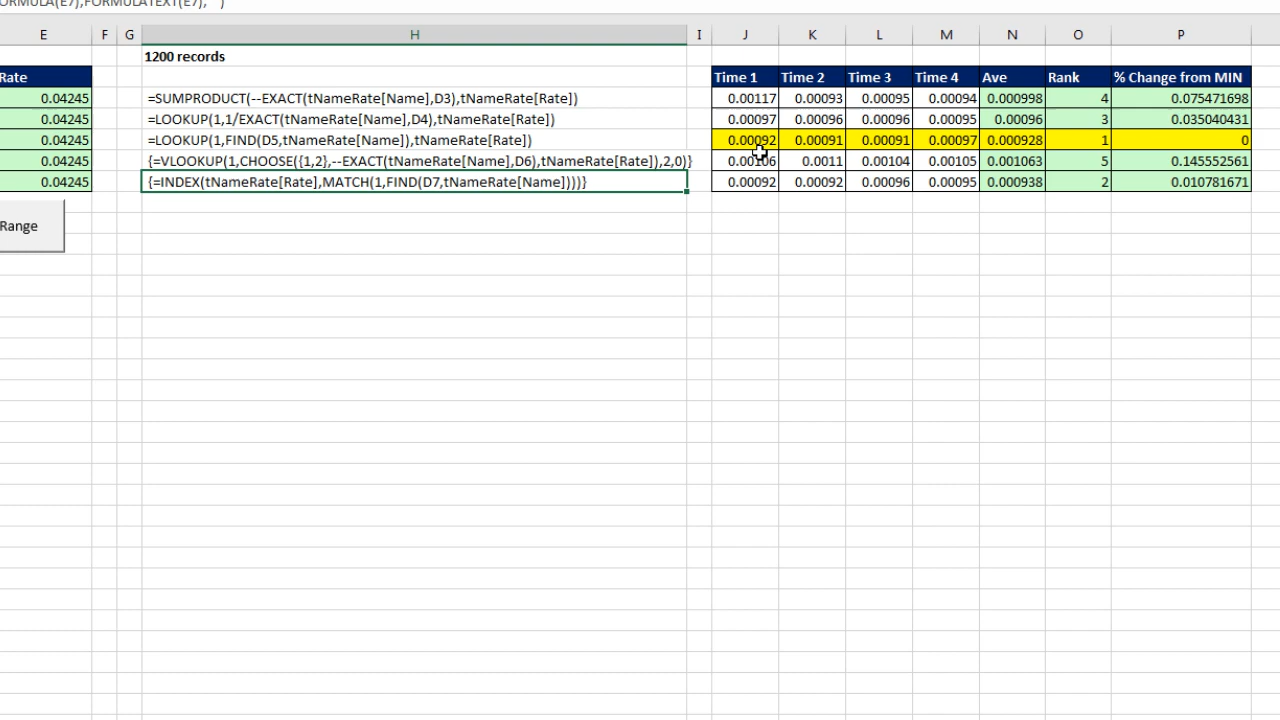 ORMULA(E7),FORMULATEXT(E7),"")
E F G H I J K L M N O P
1200 records
Rate Time 1 Time 2 Time 3 Time 4 Ave Rank % Change from MIN
0.04245 =SUMPRODUCT(--EXACT(tNameRate[Name],D3),tNameRate[Rate]) 0.00117 0.00093 0.00095 0.00094 0.000998 4 0.075471698
0.04245 =LOOKUP(1,1/EXACT(tNameRate[Name],D4),tNameRate[Rate]) 0.00097 0.00096 0.00096 0.00095 0.00096 3 0.035040431
0.04245 =LOOKUP(1,FIND(D5,tNameRate[Name]),tNameRate[Rate]) 0.00092 0.00091 0.00091 0.00097 0.000928 1 0
0.04245 {=VLOOKUP(1,CHOOSE({1,2},--EXACT(tNameRate[Name],D6),tNameRate[Rate]),2,0)} 0.00106 0.0011 0.00104 0.00105 0.001063 5 0.145552561
0.04245 {=INDEX(tNameRate[Rate],MATCH(1,FIND(D7,tNameRate[Name])))} 0.00092 0.00092 0.00096 0.00095 0.000938 2 0.010781671
Range